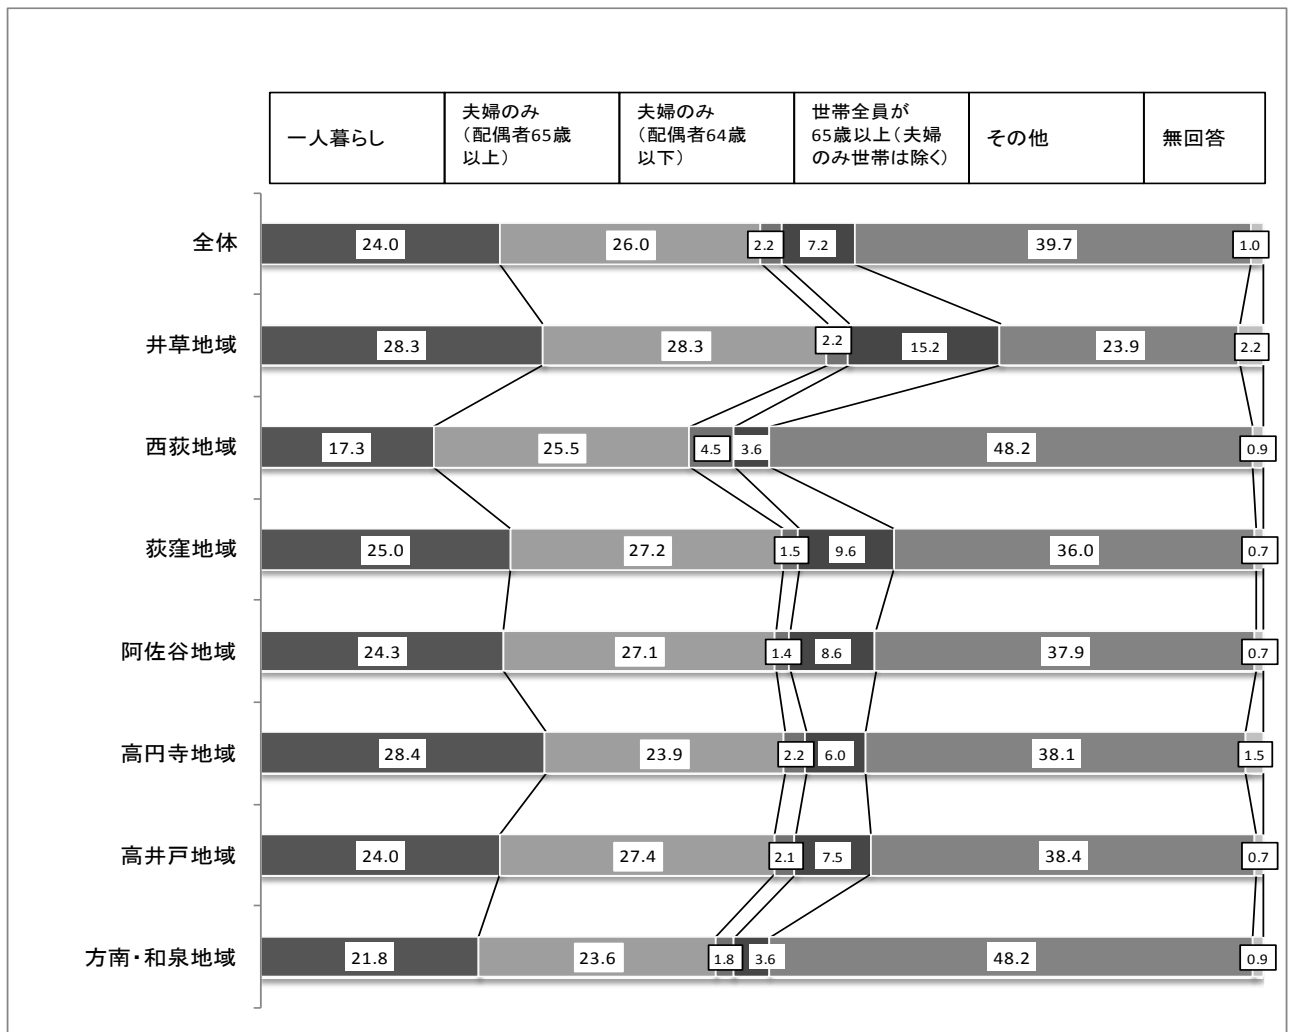 一人暮らし
夫婦のみ
（配偶者65歳
以上）
夫婦のみ
（配偶者64歳
以下）
世帯全員が
65歳以上（夫婦
のみ世帯は除く）
その他
無回答
全体 24.0 26.0 2.2 7.2 39.7 1.0
井草地域 28.3 28.3 2.2 15.2 23.9 2.2
西荻地域 17.3 25.5 4.5 3.6 48.2 0.9
荻窪地域 25.0 27.2 1.5 9.6 36.0 0.7
阿佐谷地域 24.3 27.1 1.4 8.6 37.9 0.7
高円寺地域 28.4 23.9 2.2 6.0 38.1 1.5
高井戸地域 24.0 27.4 2.1 7.5 38.4 0.7
方南・和泉地域 21.8 23.6 1.8 3.6 48.2 0.9